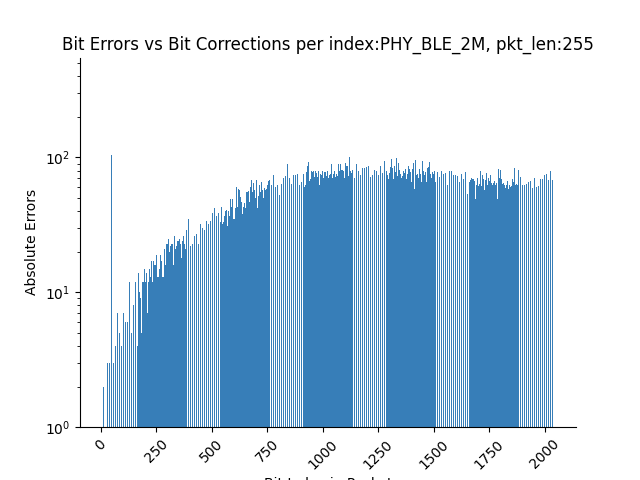 Bit Errors vs Bit Corrections per index:PHY_BLE_2M, pkt_len:255
Absolute Errors
10²
10¹
10⁰
0 250 500 750 1000 1250 1500 1750 2000